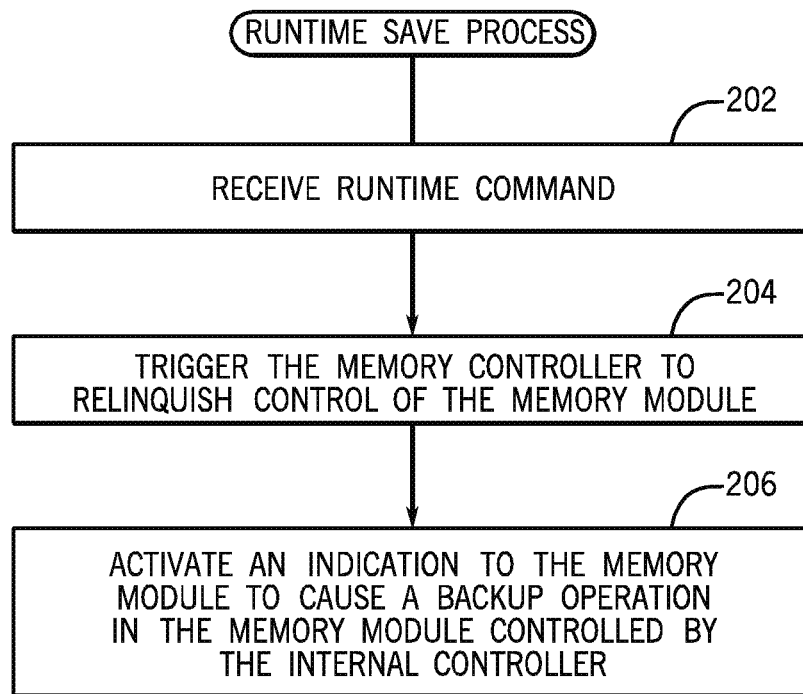 RUNTIME SAVE PROCESS
202
RECEIVE RUNTIME COMMAND
204
TRIGGER THE MEMORY CONTROLLER TO
RELINQUISH CONTROL OF THE MEMORY MODULE
206
ACTIVATE AN INDICATION TO THE MEMORY
MODULE TO CAUSE A BACKUP OPERATION
IN THE MEMORY MODULE CONTROLLED BY
THE INTERNAL CONTROLLER